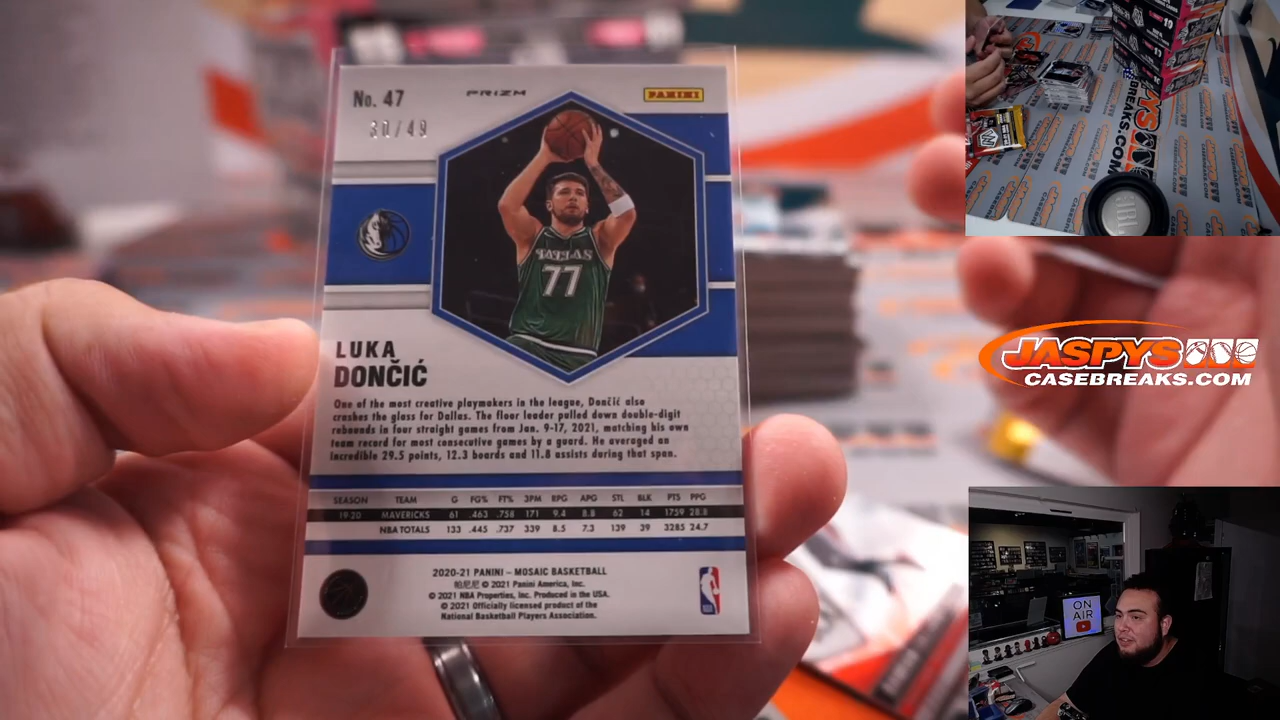 No. 47
PRIZM
PANINI
30/49
DALLAS
77
LUKA
DONČIĆ
One of the most creative playmakers in the league, Dončić also
crashes the glass for Dallas. The floor leader pulled down double-digit
rebounds in four straight games from Jan. 9-17, 2021, matching his own
team record for most consecutive games by a guard. He averaged an
incredible 29.5 points, 12.3 boards and 11.8 assists during that span.
SEASON TEAM G FG% FT% 3PM RPG APG STL BLK PTS PPG
19-20 MAVERICKS 61 .463 .758 171 9.4 8.8 62 14 1759 28.8
NBA TOTALS 133 .445 .737 339 8.5 7.3 139 39 3285 24.7
2020-21 PANINI – MOSAIC BASKETBALL
帕尼尼 © 2021 Panini America, Inc.
© 2021 NBA Properties, Inc. Produced in the USA.
© 2021 Officially licensed product of the
National Basketball Players Association.
JASPYS
CASEBREAKS.COM
ON
AIR